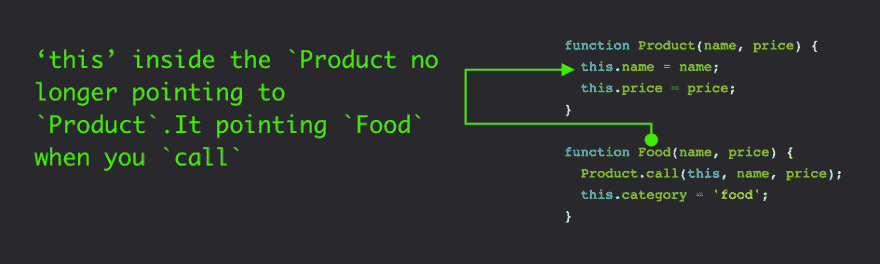 ‘this’ inside the `Product no
longer pointing to
`Product`.It pointing `Food`
when you `call`
function Product(name, price) {
  this.name = name;
  this.price = price;
}
function Food(name, price) {
  Product.call(this, name, price);
  this.category = 'food';
}